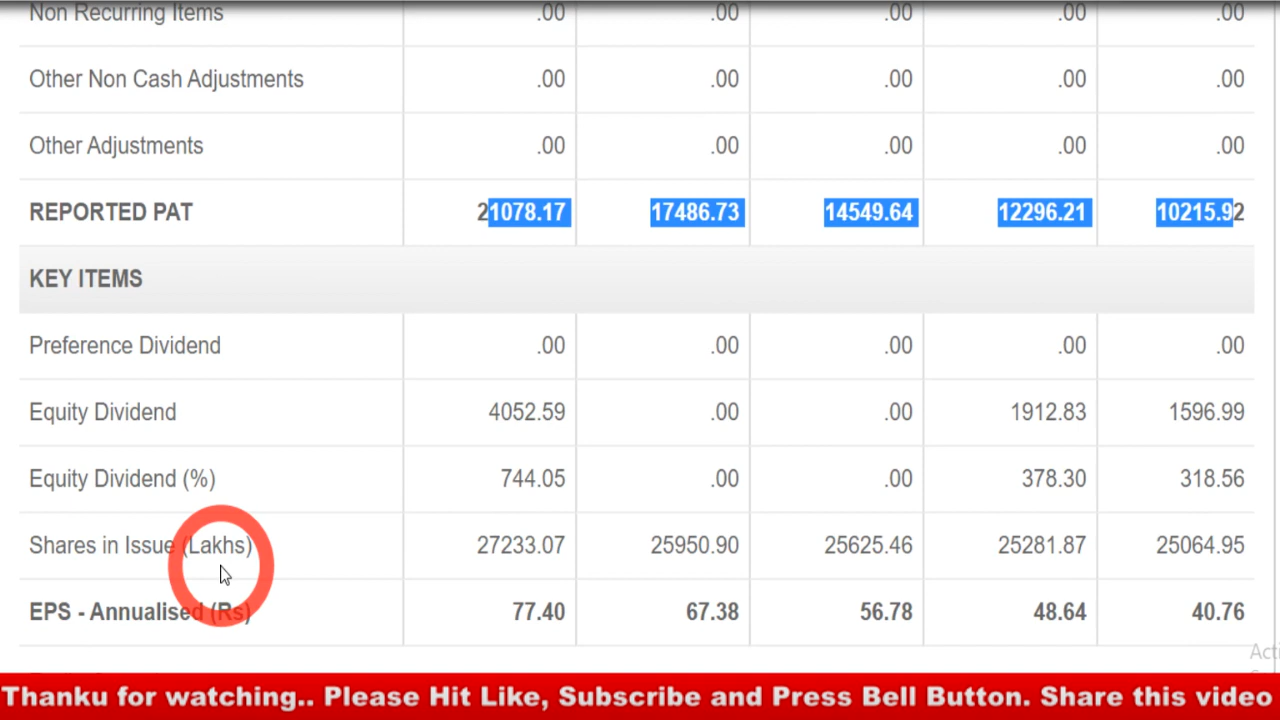 Non Recurring Items .00 .00 .00 .00 .00
Other Non Cash Adjustments .00 .00 .00 .00 .00
Other Adjustments .00 .00 .00 .00 .00
REPORTED PAT 21078.17 17486.73 14549.64 12296.21 10215.92
KEY ITEMS
Preference Dividend .00 .00 .00 .00 .00
Equity Dividend 4052.59 .00 .00 1912.83 1596.99
Equity Dividend (%) 744.05 .00 .00 378.30 318.56
Shares in Issue (Lakhs) 27233.07 25950.90 25625.46 25281.87 25064.95
EPS - Annualised (Rs) 77.40 67.38 56.78 48.64 40.76
Thanku for watching.. Please Hit Like, Subscribe and Press Bell Button. Share this video